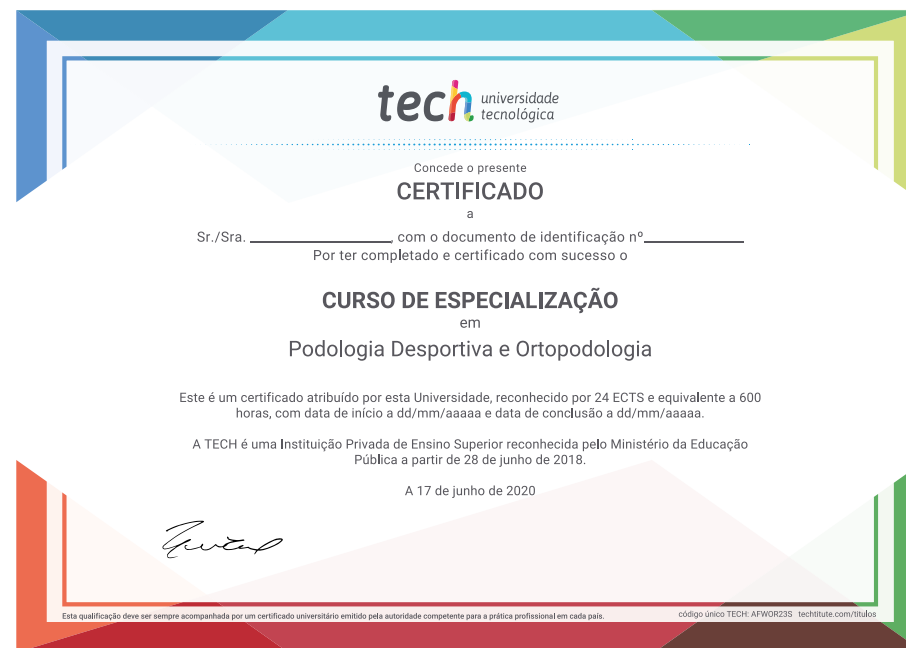 tech universidade
tecnológica
Concede o presente
CERTIFICADO
a
Sr./Sra. ________________, com o documento de identificação nº____________
Por ter completado e certificado com sucesso o
CURSO DE ESPECIALIZAÇÃO
em
Podologia Desportiva e Ortopodologia
Este é um certificado atribuído por esta Universidade, reconhecido por 24 ECTS e equivalente a 600
horas, com data de início a dd/mm/aaaaa e data de conclusão a dd/mm/aaaaa.
A TECH é uma Instituição Privada de Ensino Superior reconhecida pelo Ministério da Educação
Pública a partir de 28 de junho de 2018.
A 17 de junho de 2020
Esta qualificação deve ser sempre acompanhada por um certificado universitário emitido pela autoridade competente para a prática profissional em cada país.
código único TECH: AFWOR23S techtitute.com/titulos